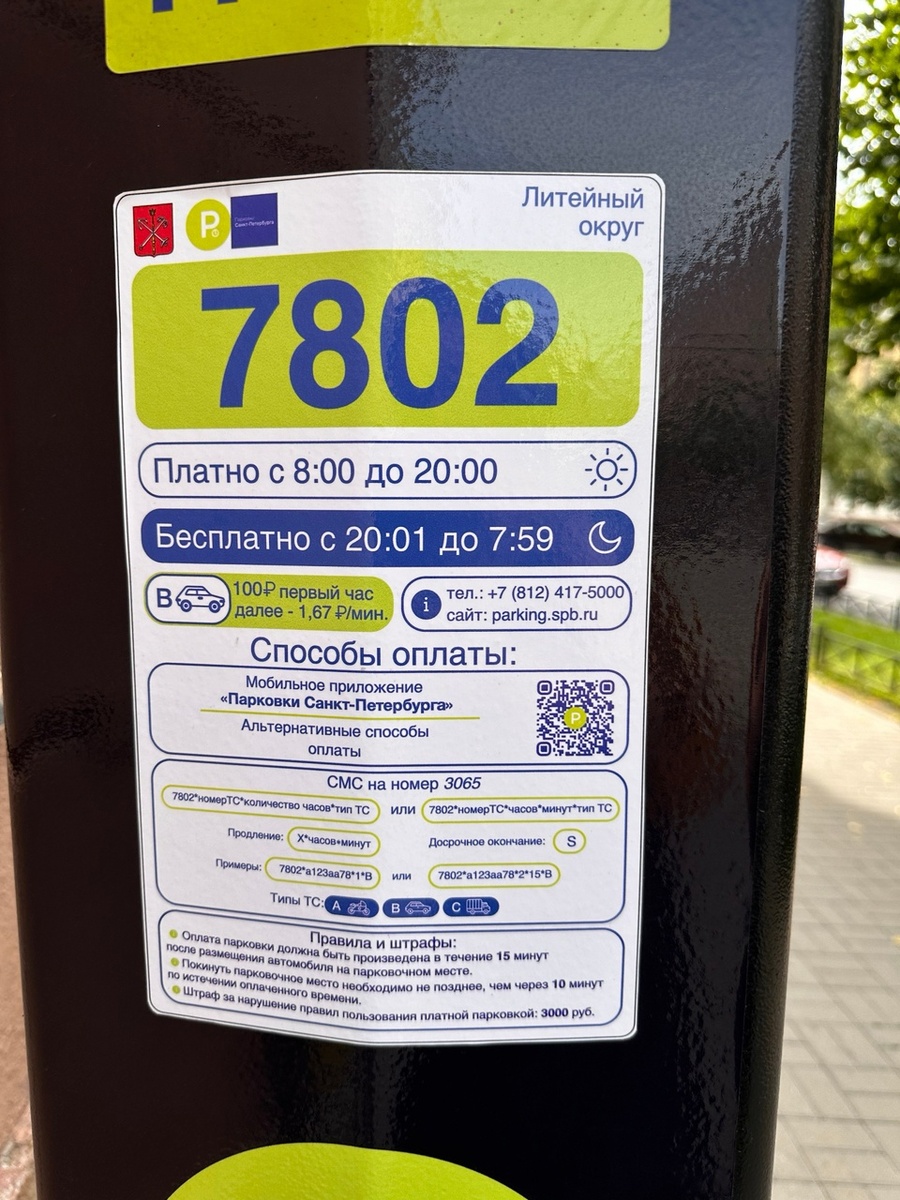 Литейный
округ
7802
Платно с 8:00 до 20:00
Бесплатно с 20:01 до 7:59
B
100₽ первый час
далее - 1,67 ₽/мин.
i
тел.: +7 (812) 417-5000
сайт: parking.spb.ru
Способы оплаты:
Мобильное приложение
«Парковки Санкт-Петербурга»
Альтернативные способы
оплаты
P
СМС на номер 3065
7802*номерТС*количество часов*тип ТС или 7802*номерТС*часов*минут*тип ТС
Продление: X*часов*минут Досрочное окончание: S
Примеры: 7802*а123аа78*1*В или 7802*а123аа78*2*15*В
Типы ТС: A B C
Правила и штрафы:
Оплата парковки должна быть произведена в течение 15 минут
после размещения автомобиля на парковочном месте.
Покинуть парковочное место необходимо не позднее, чем через 10 минут
по истечении оплаченного времени.
Штраф за нарушение правил пользования платной парковкой: 3000 руб.